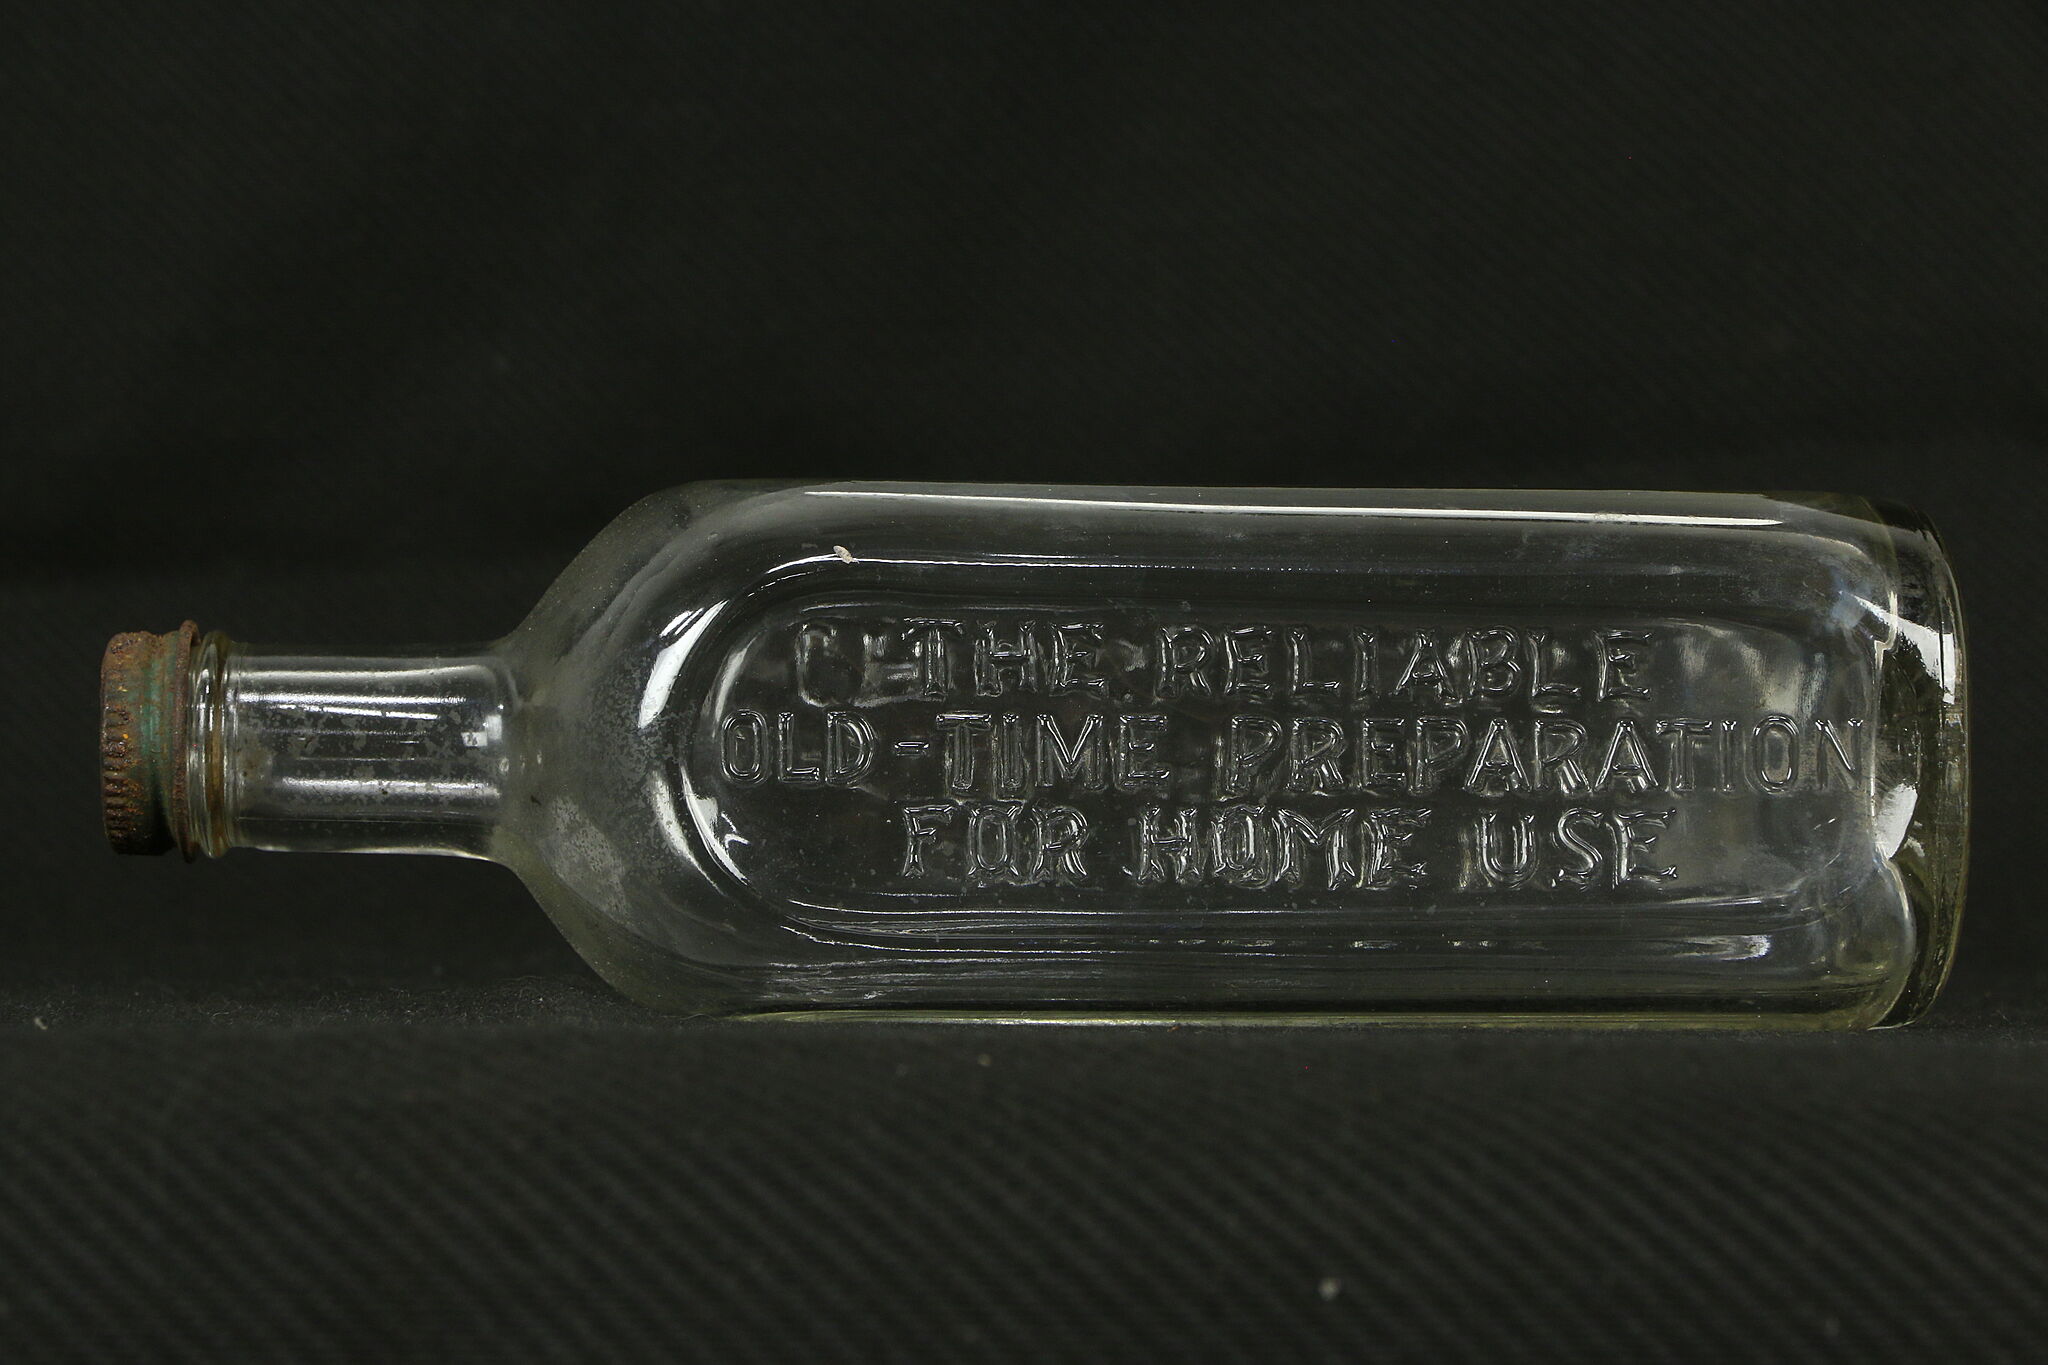 THE RELIABLE
OLD-TIME PREPARATION
FOR HOME USE